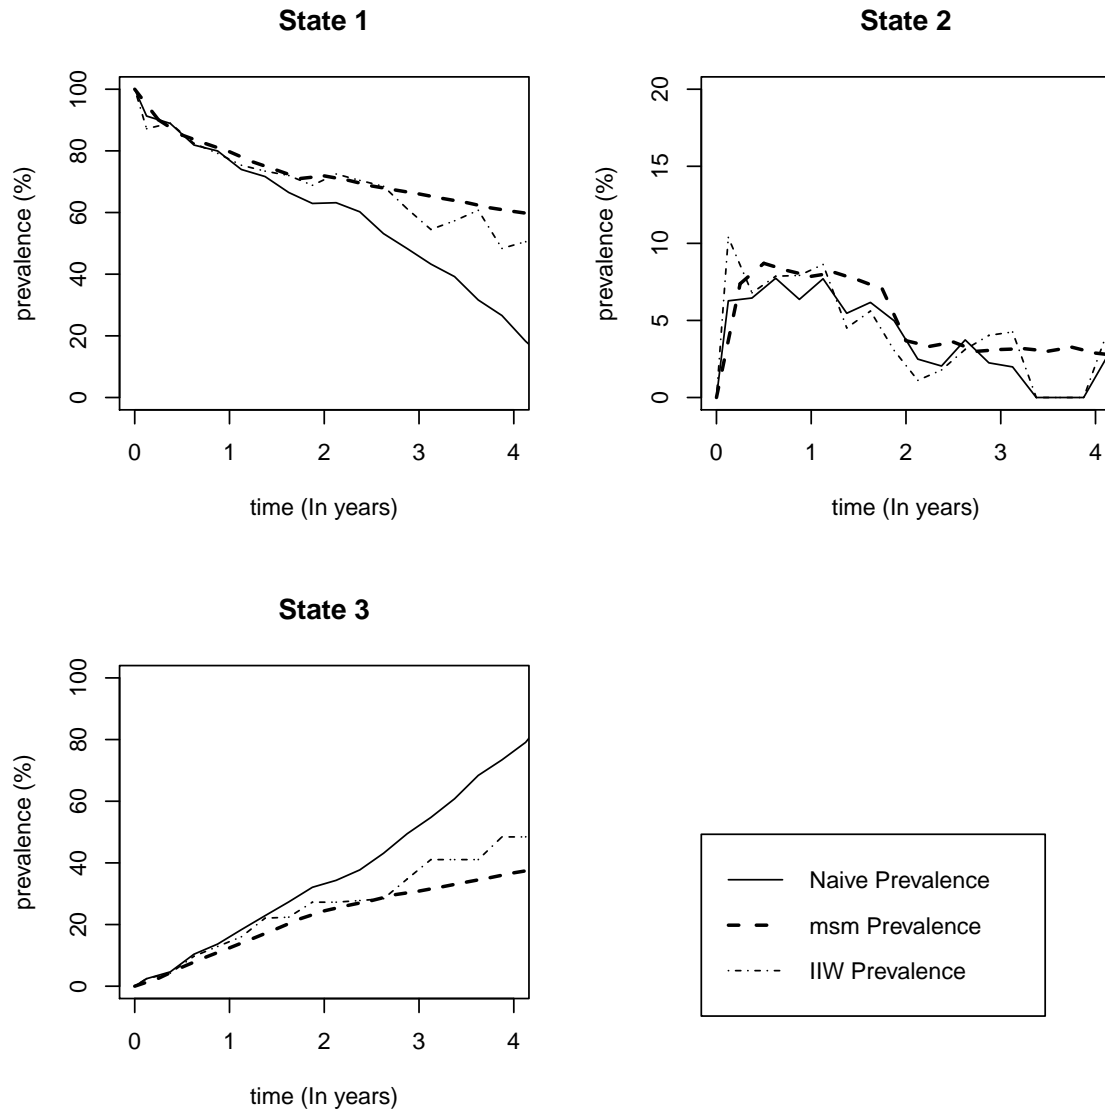 State 1
prevalence (%)
0
20
40
60
80
100
0 1 2 3 4
time (In years)
State 2
prevalence (%)
0
5
10
15
20
0 1 2 3 4
time (In years)
State 3
prevalence (%)
0
20
40
60
80
100
0 1 2 3 4
time (In years)
Naive Prevalence
msm Prevalence
IIW Prevalence